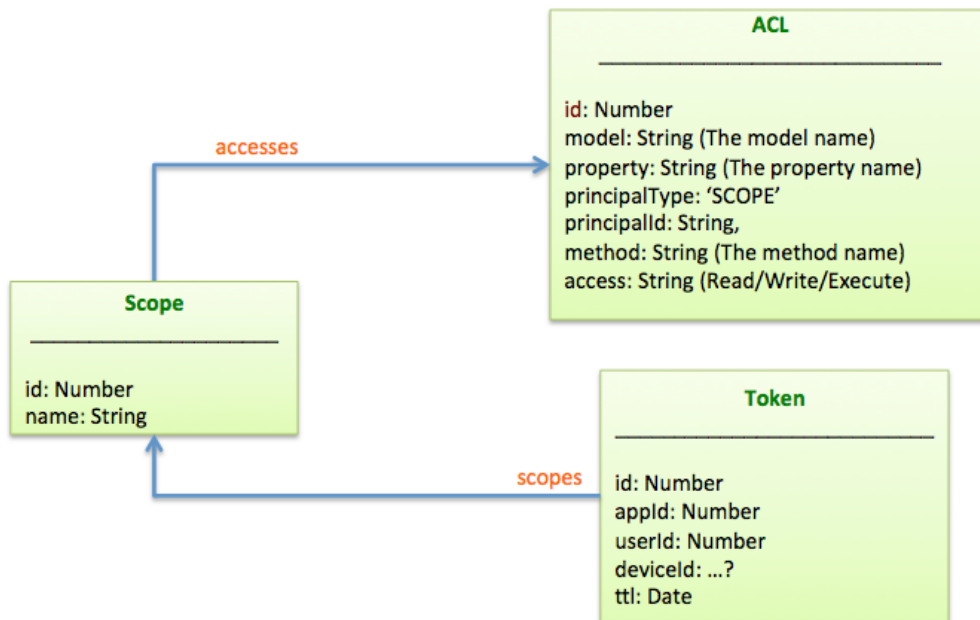 ACL
id: Number
model: String (The model name)
property: String (The property name)
principalType: ‘SCOPE’
principalId: String,
method: String (The method name)
access: String (Read/Write/Execute)
accesses
Scope
id: Number
name: String
scopes
Token
id: Number
appId: Number
userId: Number
deviceId: ...?
ttl: Date